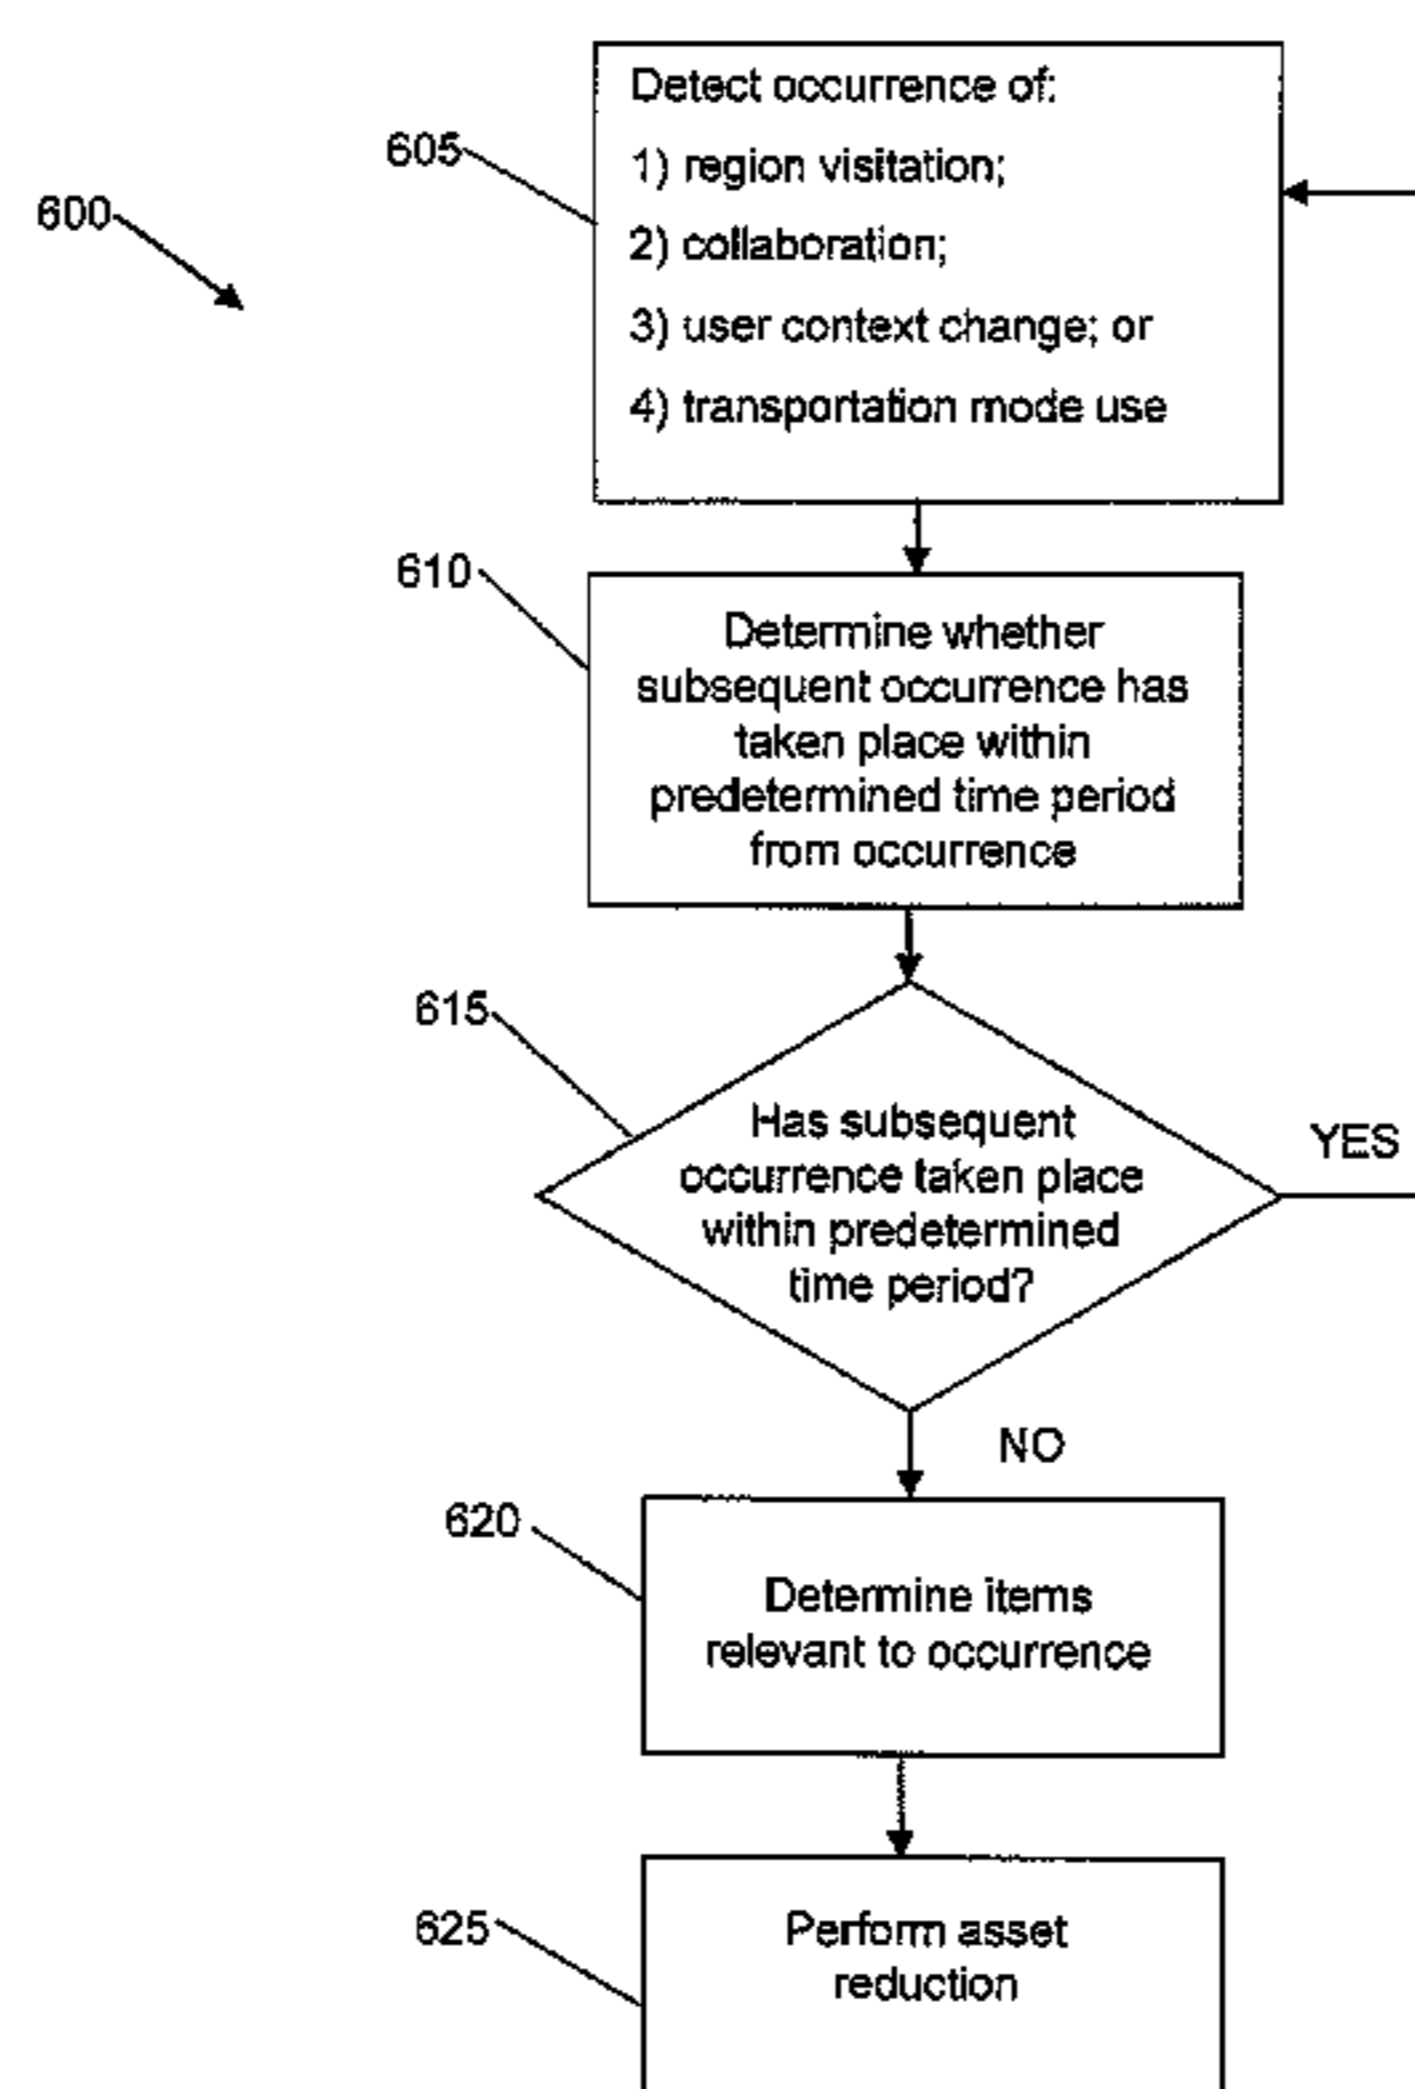 600
605
Detect occurrence of:
1) region visitation;
2) collaboration;
3) user context change; or
4) transportation mode use
610
Determine whether
subsequent occurrence has
taken place within
predetermined time period
from occurrence
615
Has subsequent
occurrence taken place
within predetermined
time period?
YES
NO
620
Determine items
relevant to occurrence
625
Perform asset
reduction